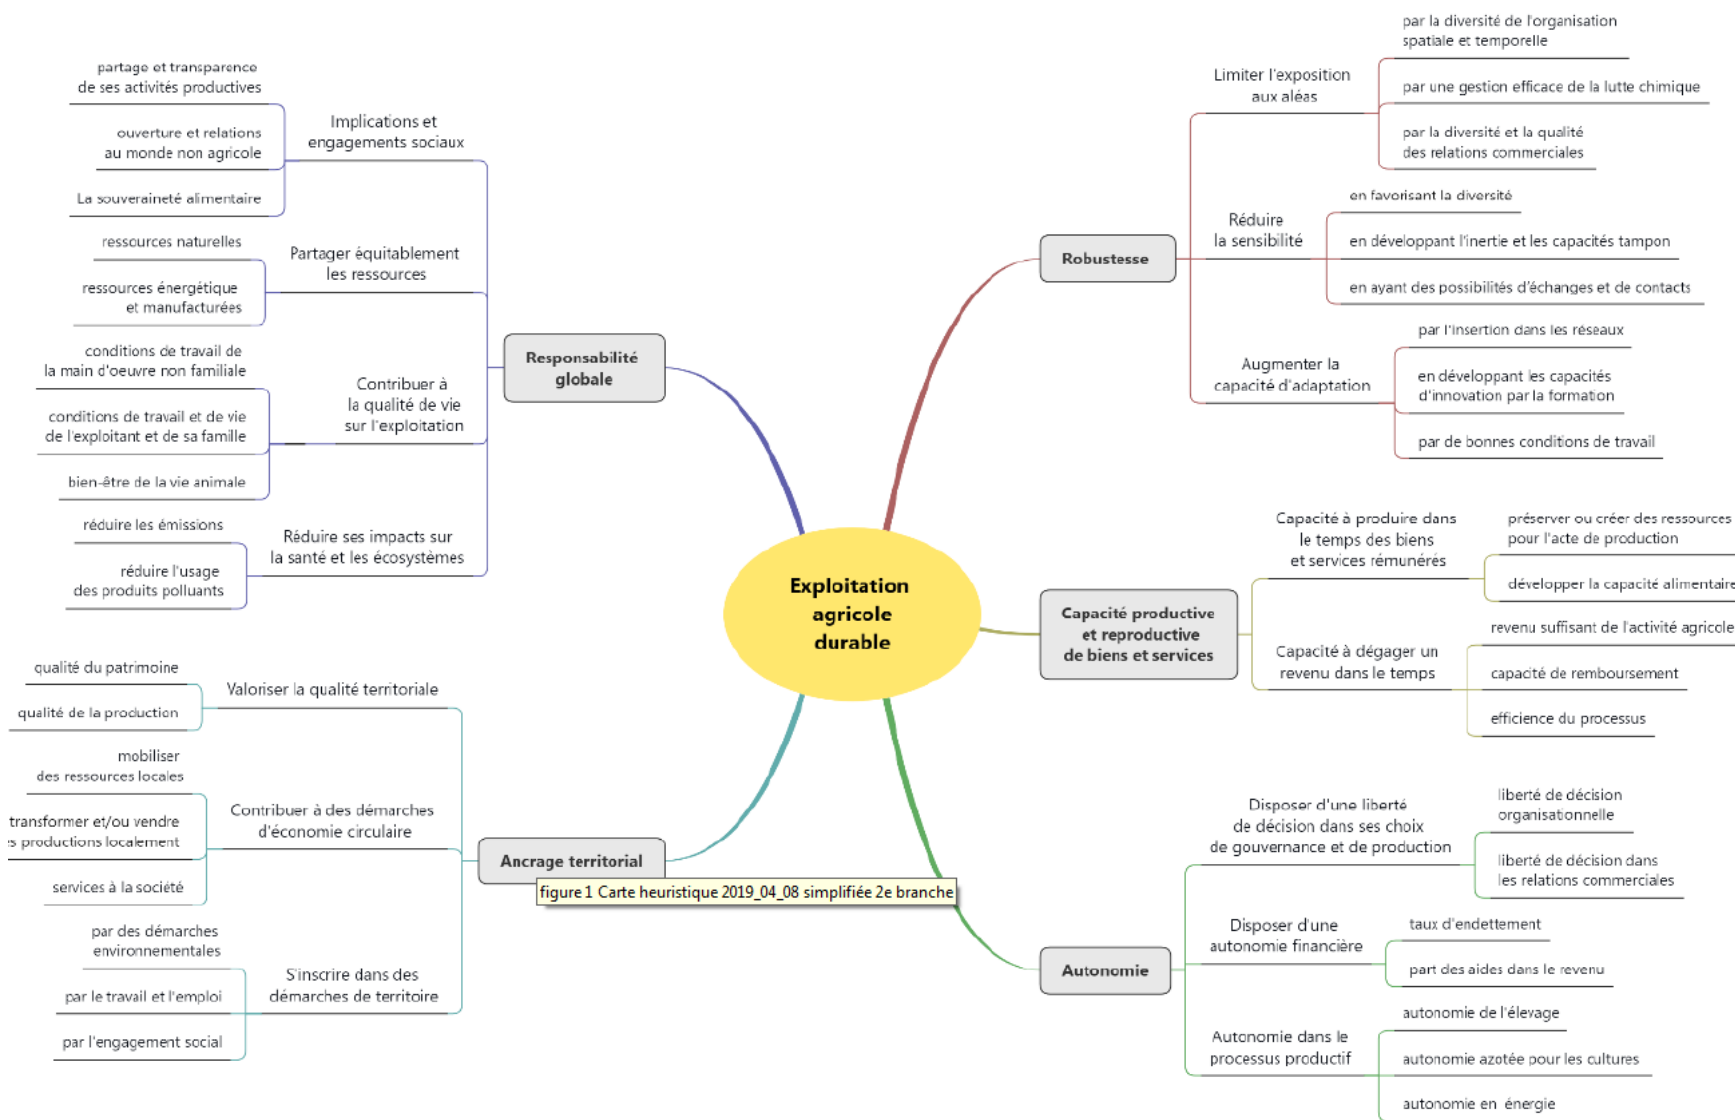 Exploitation
agricole
durable
Robustesse
Limiter l'exposition
aux aléas
par la diversité de l'organisation
spatiale et temporelle
par une gestion efficace de la lutte chimique
par la diversité et la qualité
des relations commerciales
Réduire
la sensibilité
en favorisant la diversité
en développant l'inertie et les capacités tampon
en ayant des possibilités d'échanges et de contacts
Augmenter la
capacité d'adaptation
par l'insertion dans les réseaux
en développant les capacités
d'innovation par la formation
par de bonnes conditions de travail
Capacité productive
et reproductive
de biens et services
Capacité à produire dans
le temps des biens
et services rémunérés
préserver ou créer des ressources
pour l'acte de production
développer la capacité alimentaire
Capacité à dégager un
revenu dans le temps
revenu suffisant de l'activité agricole
capacité de remboursement
efficience du processus
Autonomie
Disposer d'une liberté
de décision dans ses choix
de gouvernance et de production
liberté de décision
organisationnelle
liberté de décision dans
les relations commerciales
Disposer d'une
autonomie financière
taux d'endettement
part des aides dans le revenu
Autonomie dans le
processus productif
autonomie de l'élevage
autonomie azotée pour les cultures
autonomie en énergie
Responsabilité
globale
Implications et
engagements sociaux
partage et transparence
de ses activités productives
ouverture et relations
au monde non agricole
La souveraineté alimentaire
Partager équitablement
les ressources
ressources naturelles
ressources énergétique
et manufacturées
Contribuer à
la qualité de vie
sur l'exploitation
conditions de travail de
la main d'oeuvre non familiale
conditions de travail et de vie
de l'exploitant et de sa famille
bien-être de la vie animale
Réduire ses impacts sur
la santé et les écosystèmes
réduire les émissions
réduire l'usage
des produits polluants
Ancrage territorial
figure 1 Carte heuristique 2019_04_08 simplifiée 2e branche
Valoriser la qualité territoriale
qualité du patrimoine
qualité de la production
Contribuer à des démarches
d'économie circulaire
mobiliser
des ressources locales
transformer et/ou vendre
es productions localement
services à la société
S'inscrire dans des
démarches de territoire
par des démarches
environnementales
par le travail et l'emploi
par l'engagement social